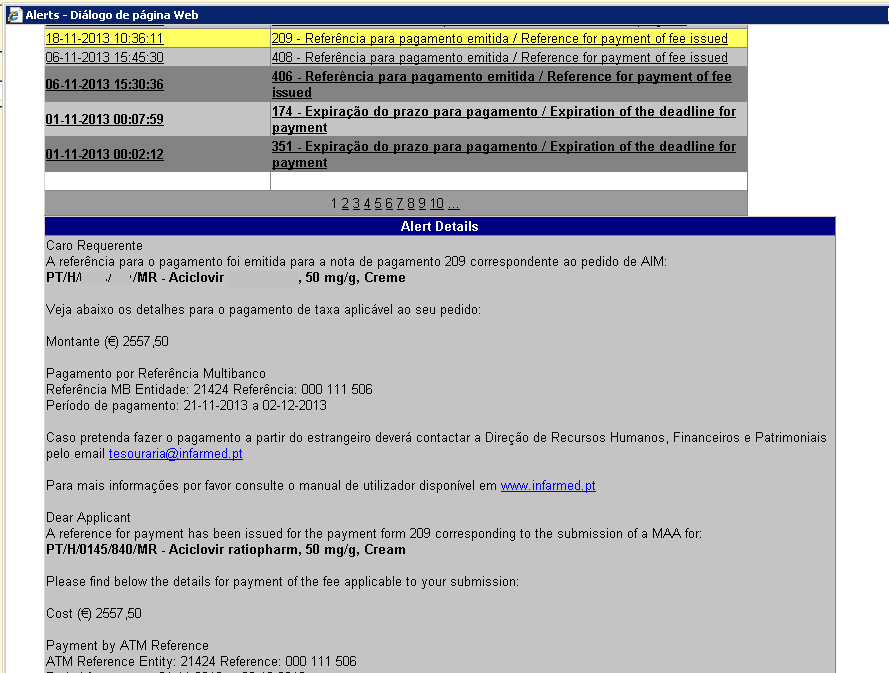 Alerts - Diálogo de página Web
18-11-2013 10:36:11 209 - Referência para pagamento emitida / Reference for payment of fee issued
06-11-2013 15:45:30 408 - Referência para pagamento emitida / Reference for payment of fee issued
06-11-2013 15:30:36 406 - Referência para pagamento emitida / Reference for payment of fee
issued
01-11-2013 00:07:59 174 - Expiração do prazo para pagamento / Expiration of the deadline for
payment
01-11-2013 00:02:12 351 - Expiração do prazo para pagamento / Expiration of the deadline for
payment
1 2 3 4 5 6 7 8 9 10 ...
Alert Details
Caro Requerente
A referência para o pagamento foi emitida para a nota de pagamento 209 correspondente ao pedido de AIM:
PT/H/ / /MR - Aciclovir , 50 mg/g, Creme
Veja abaixo os detalhes para o pagamento de taxa aplicável ao seu pedido:
Montante (€) 2557,50
Pagamento por Referência Multibanco
Referência MB Entidade: 21424 Referência: 000 111 506
Período de pagamento: 21-11-2013 a 02-12-2013
Caso pretenda fazer o pagamento a partir do estrangeiro deverá contactar a Direção de Recursos Humanos, Financeiros e Patrimoniais
pelo email tesouraria@infarmed.pt
Para mais informações por favor consulte o manual de utilizador disponível em www.infarmed.pt
Dear Applicant
A reference for payment has been issued for the payment form 209 corresponding to the submission of a MAA for:
PT/H/0145/840/MR - Aciclovir ratiopharm, 50 mg/g, Cream
Please find below the details for payment of the fee applicable to your submission:
Cost (€) 2557,50
Payment by ATM Reference
ATM Reference Entity: 21424 Reference: 000 111 506